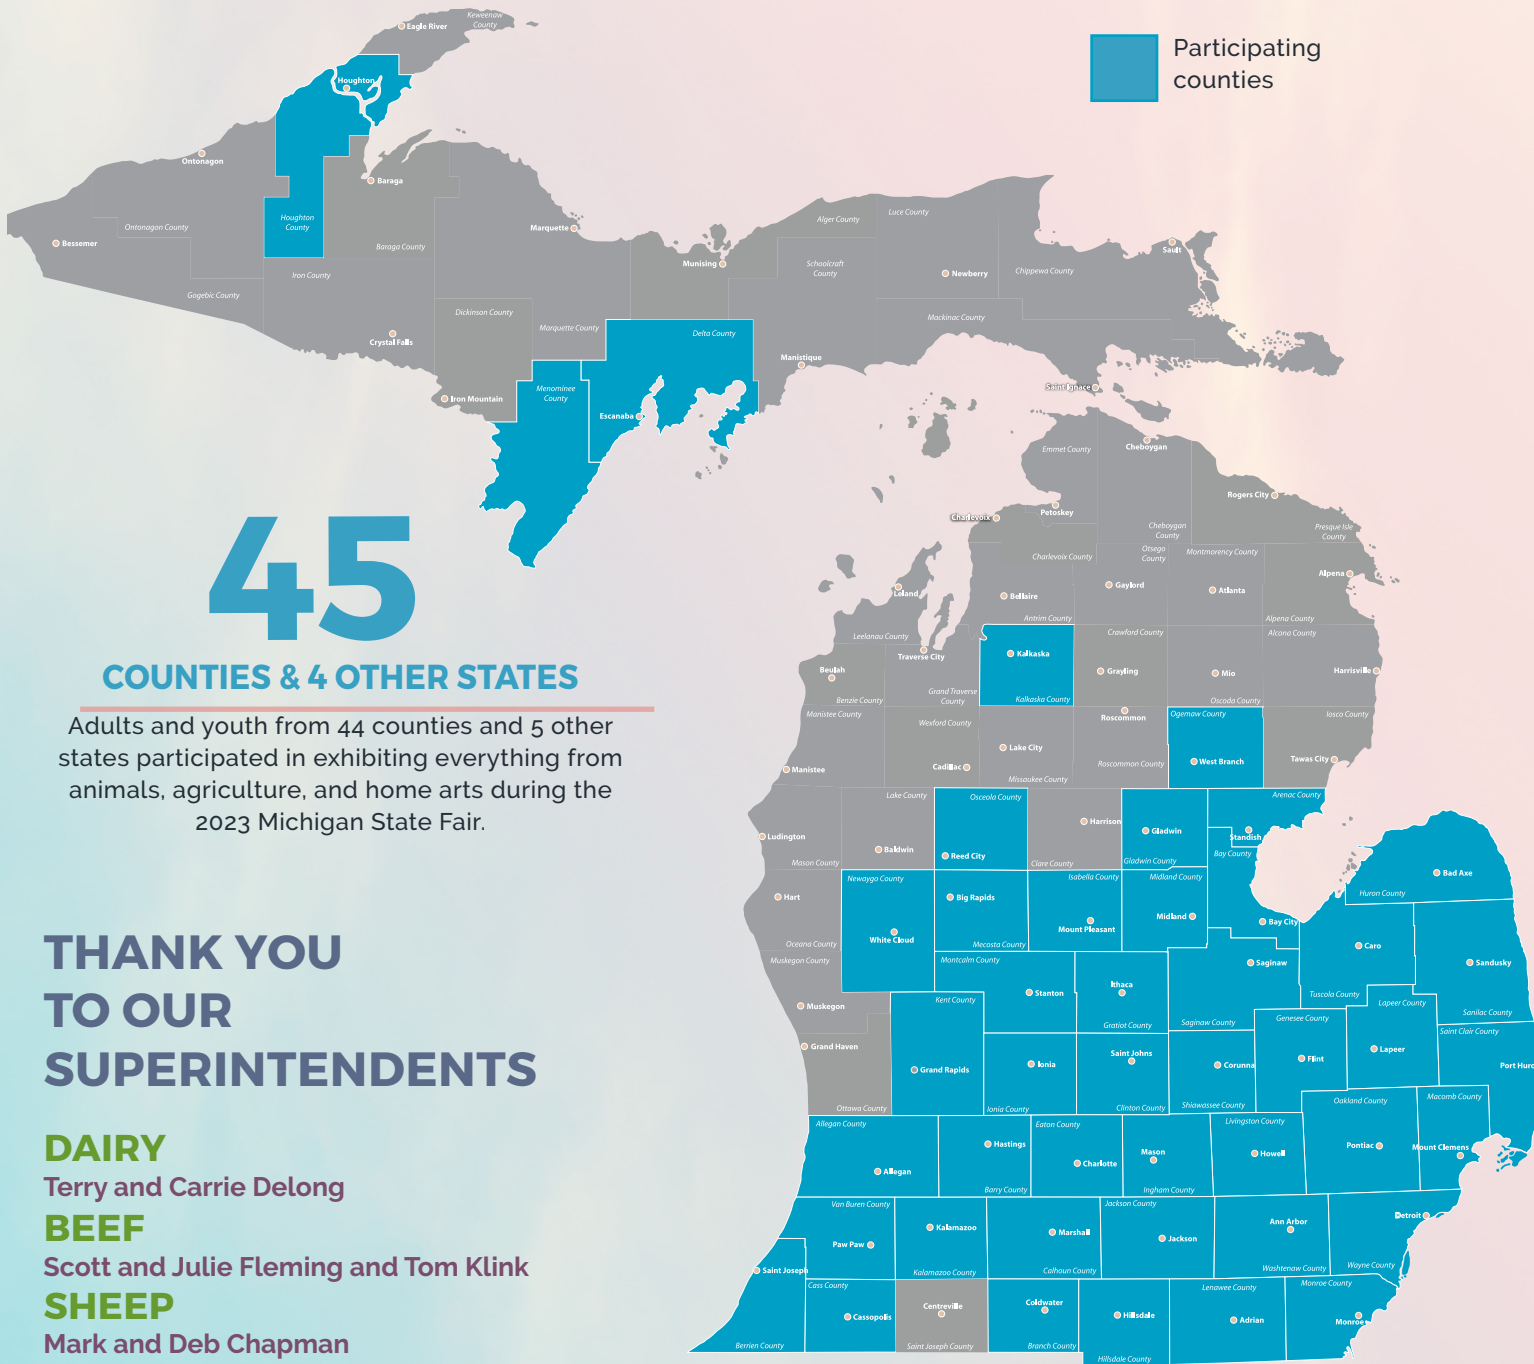 Keweenaw
County
Eagle River
Participating
counties
Houghton
Ontonagon
Baraga
Houghton
County
Ontonagon County
Baraga County
Bessemer
Marquette
Alger County
Luce County
Sault
Munising
Schoolcraft
County
Newberry
Chippewa County
Iron County
Gogebic County
Dickinson County
Marquette County
Delta County
Mackinac County
Crystal Falls
Manistique
Saint Ignace
Menominee
County
Iron Mountain
Escanaba
Emmet County
Cheboygan
Rogers City
Petoskey
Charlevoix
Cheboygan
County
Presque Isle
County
Charlevoix County
Otsego
County
Montmorency County
Alpena
Leland
Bellaire
Gaylord
Atlanta
Antrim County
Alpena County
45
COUNTIES & 4 OTHER STATES
Adults and youth from 44 counties and 5 other
states participated in exhibiting everything from
animals, agriculture, and home arts during the
2023 Michigan State Fair.
Leelanau County
Crawford County
Alcona County
Traverse City
Kalkaska
Beulah
Grayling
Mio
Harrisville
Benzie County
Grand Traverse
County
Kalkaska County
Oscoda County
Manistee County
Wexford County
Roscommon
Ogemaw County
Iosco County
Lake City
Manistee
Cadillac
Missaukee County
Roscommon County
West Branch
Tawas City
Lake County
Osceola County
Arenac County
Ludington
Harrison
Gladwin
Standish
Baldwin
Reed City
Mason County
Clare County
Gladwin County
Bay County
Newaygo County
Isabella County
Midland County
Bad Axe
Huron County
Hart
Big Rapids
Midland
Bay City
White Cloud
Mount Pleasant
Oceana County
Mecosta County
Caro
Muskegon County
Montcalm County
Saginaw
Sandusky
Muskegon
Kent County
Stanton
Ithaca
Tuscola County
Lapeer County
Gratiot County
Saginaw County
Genesee County
Sanilac County
Saint Clair County
Grand Haven
Saint Johns
Lapeer
Grand Rapids
Ionia
Corunna
Flint
Port Huro
Ottawa County
Ionia County
Clinton County
Shiawassee County
Oakland County
Macomb County
Allegan County
Eaton County
Livingston County
Hastings
Charlotte
Mason
Howell
Pontiac
Mount Clemens
Allegan
Barry County
Ingham County
Van Buren County
Jackson County
Kalamazoo
Marshall
Jackson
Ann Arbor
Detroit
Paw Paw
Saint Joseph
Kalamazoo County
Calhoun County
Washtenaw County
Wayne County
Cass County
Lenawee County
Monroe County
Centreville
Coldwater
Hillsdale
Adrian
Monroe
Cassopolis
Berrien County
Saint Joseph County
Branch County
Hillsdale County
THANK YOU
TO OUR
SUPERINTENDENTS
DAIRY
Terry and Carrie Delong
BEEF
Scott and Julie Fleming and Tom Klink
SHEEP
Mark and Deb Chapman